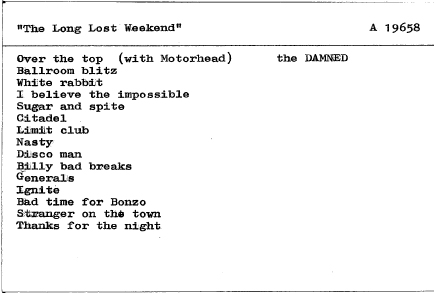 "The Long Lost Weekend" A 19658
Over the top (with Motorhead) the DAMNED
Ballroom blitz
White rabbit
I believe the impossible
Sugar and spite
Citadel
Limit club
Nasty
Disco man
Billy bad breaks
Generals
Ignite
Bad time for Bonzo
Stranger on the town
Thanks for the night